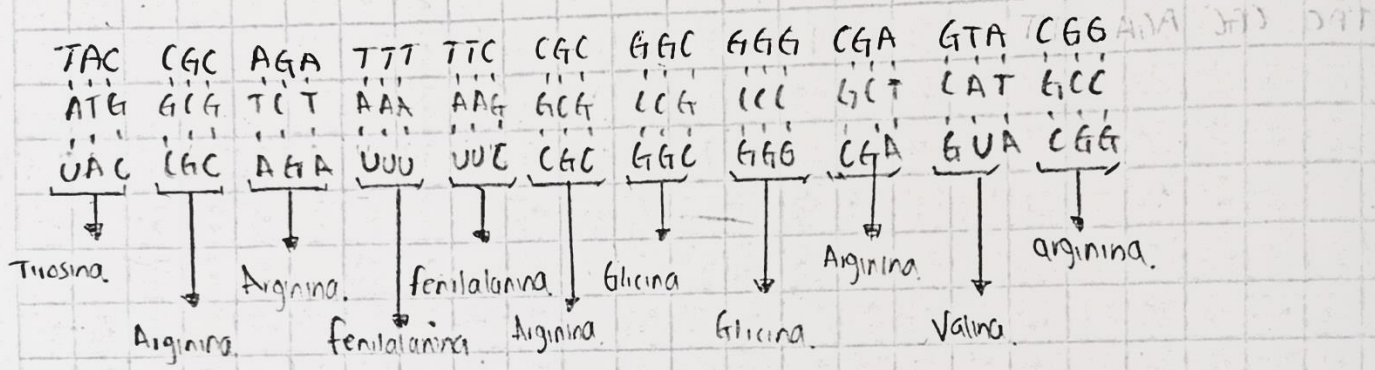 TAC CGC AGA TTT TTC CGC GGC GGG CGA GTA CGG
ATG GCG TCT AAA AAG GCG CCG CCC GCT CAT GCC
UAC CGC AGA UUU UUC CGC GGC GGG CGA GUA CGG
Tirosina. Arginina. fenilalanina Glicina Arginina. arginina.
Arginina. fenilalanina. Arginina. Glicina. Valina.